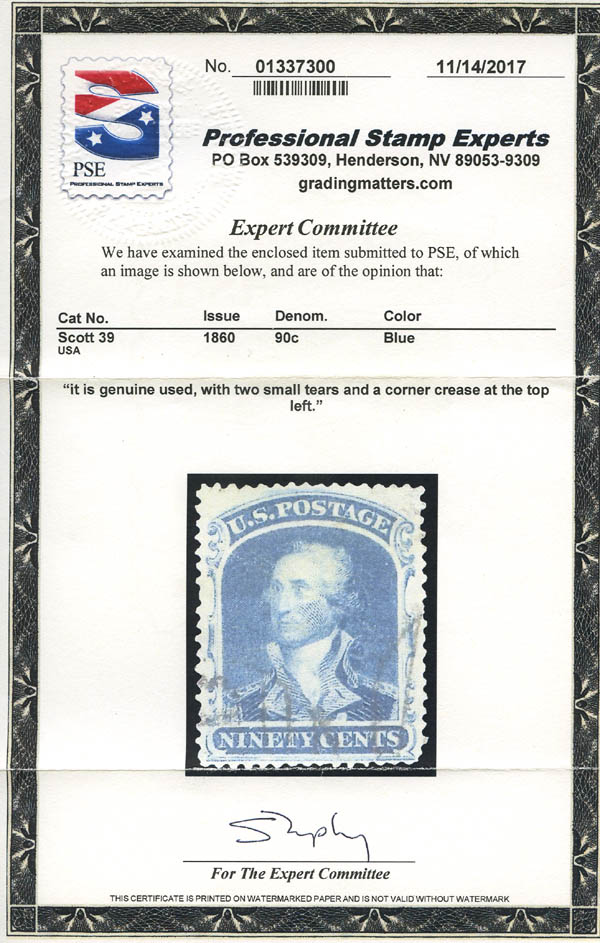 No. 01337300 11/14/2017
PSE
PROFESSIONAL STAMP EXPERTS
Professional Stamp Experts
PO Box 539309, Henderson, NV 89053-9309
gradingmatters.com
Expert Committee
We have examined the enclosed item submitted to PSE, of which
an image is shown below, and are of the opinion that:
Cat No. Issue Denom. Color
Scott 39 1860 90c Blue
USA
“it is genuine used, with two small tears and a corner crease at the top
left.”
U.S. POSTAGE
NINETY CENTS
For The Expert Committee
THIS CERTIFICATE IS PRINTED ON WATERMARKED PAPER AND IS NOT VALID WITHOUT WATERMARK